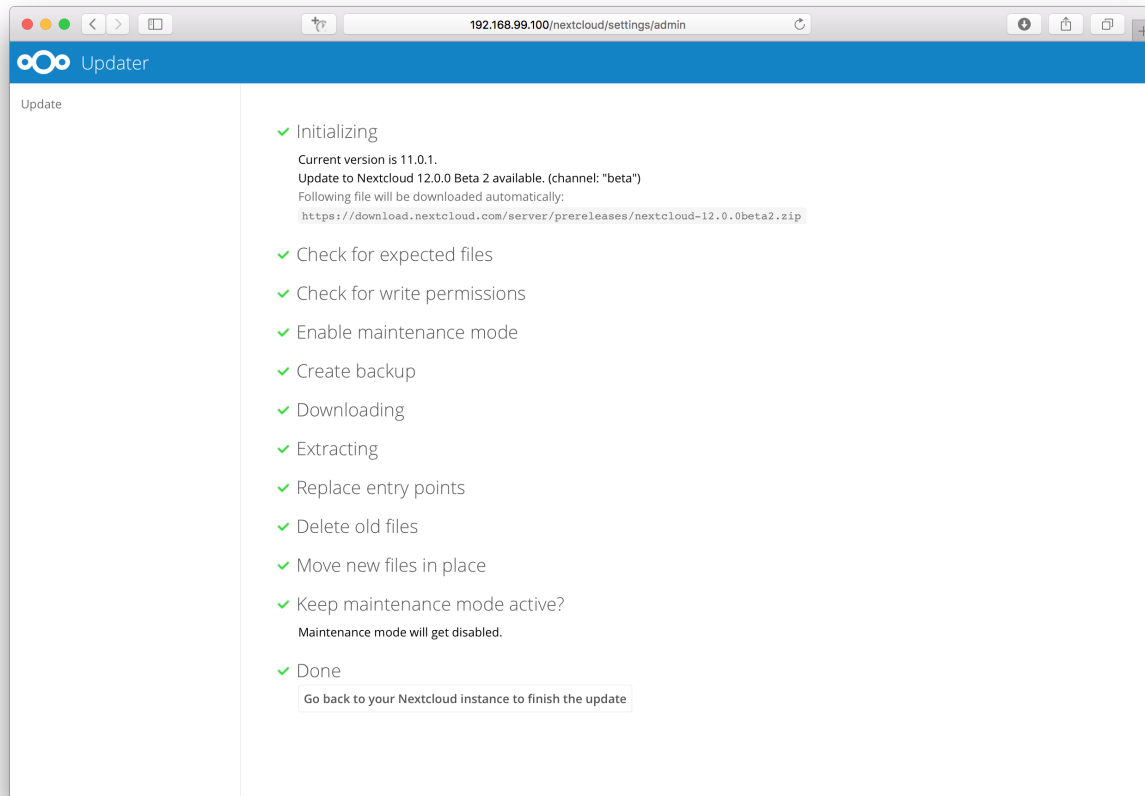 192.168.99.100/nextcloud/settings/admin
Updater
Update
Initializing
Current version is 11.0.1.
Update to Nextcloud 12.0.0 Beta 2 available. (channel: "beta")
Following file will be downloaded automatically:
https://download.nextcloud.com/server/prereleases/nextcloud-12.0.0beta2.zip
Check for expected files
Check for write permissions
Enable maintenance mode
Create backup
Downloading
Extracting
Replace entry points
Delete old files
Move new files in place
Keep maintenance mode active?
Maintenance mode will get disabled.
Done
Go back to your Nextcloud instance to finish the update